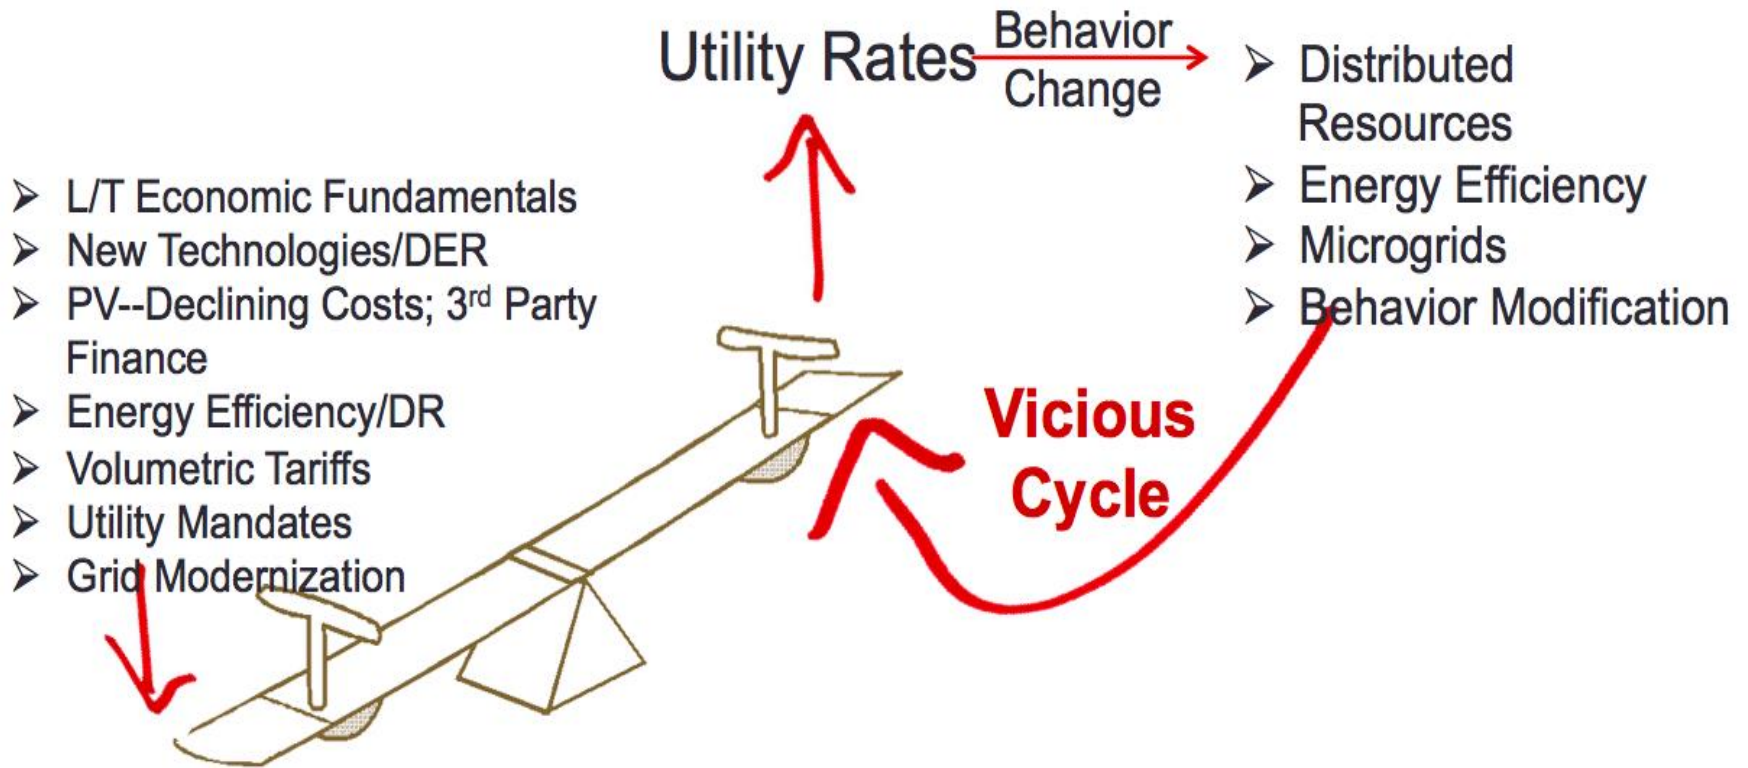 Utility Rates
Behavior
Change
➢ Distributed
Resources
➢ Energy Efficiency
➢ Microgrids
➢ Behavior Modification
➢ L/T Economic Fundamentals
➢ New Technologies/DER
➢ PV--Declining Costs; 3rd Party
Finance
➢ Energy Efficiency/DR
➢ Volumetric Tariffs
➢ Utility Mandates
➢ Grid Modernization
Vicious
Cycle